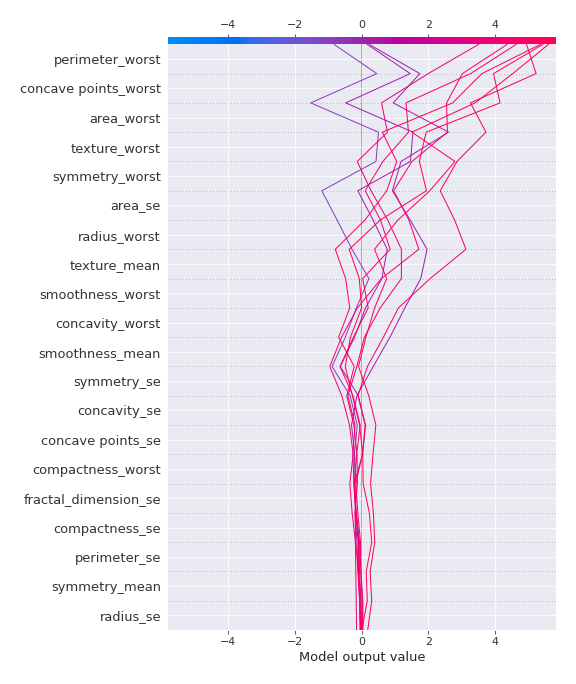 −4 −2 0 2 4
perimeter_worst
concave points_worst
area_worst
texture_worst
symmetry_worst
area_se
radius_worst
texture_mean
smoothness_worst
concavity_worst
smoothness_mean
symmetry_se
concavity_se
concave points_se
compactness_worst
fractal_dimension_se
compactness_se
perimeter_se
symmetry_mean
radius_se
−4 −2 0 2 4
Model output value